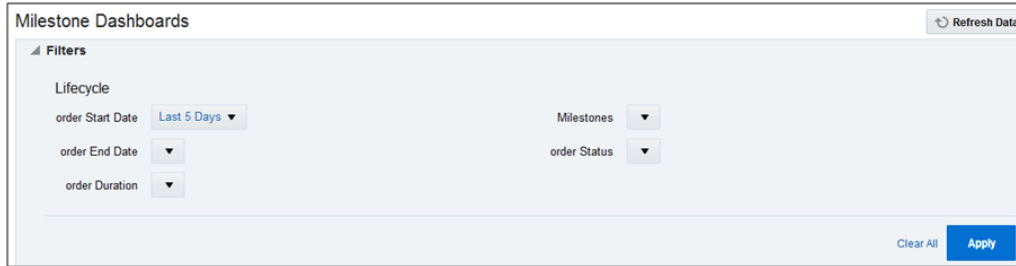 Milestone Dashboards
Refresh Data
Filters
Lifecycle
order Start Date Last 5 Days Milestones
order End Date order Status
order Duration
Clear All Apply